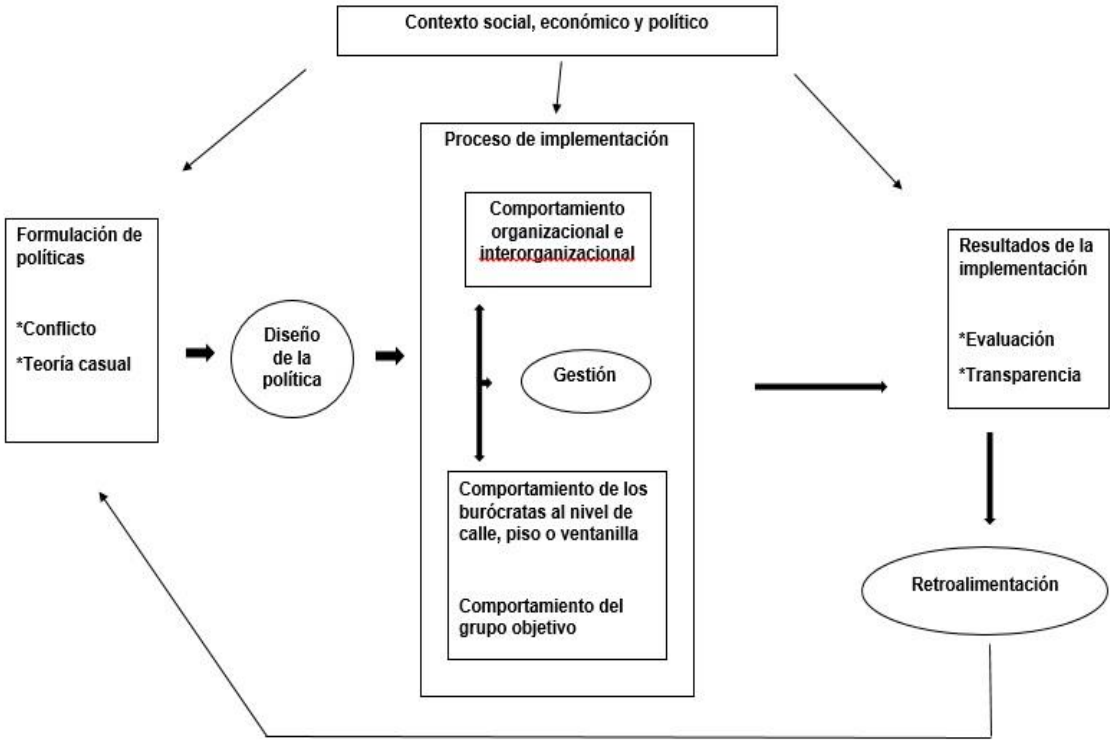 Contexto social, económico y político
Proceso de implementación
Comportamiento
organizacional e
interorganizacional
Formulación de
políticas
*Conflicto
*Teoría casual
Diseño
de la
política
Gestión
Comportamiento de los
burócratas al nivel de
calle, piso o ventanilla
Comportamiento del
grupo objetivo
Resultados de la
implementación
*Evaluación
*Transparencia
Retroalimentación